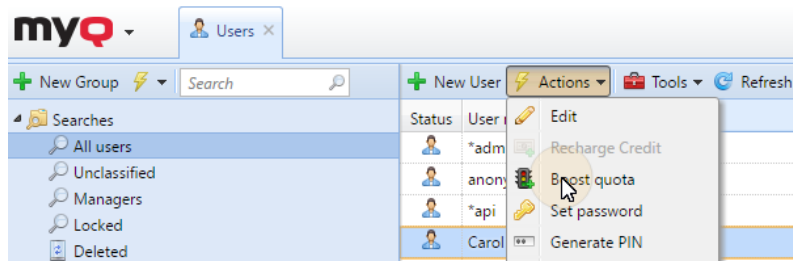 myQ
Users
New Group
Search
New User
Actions
Tools
Refresh
Searches
All users
Unclassified
Managers
Locked
Deleted
Status
User
*adm
anony
*api
Carol
Edit
Recharge Credit
Boost quota
Set password
Generate PIN